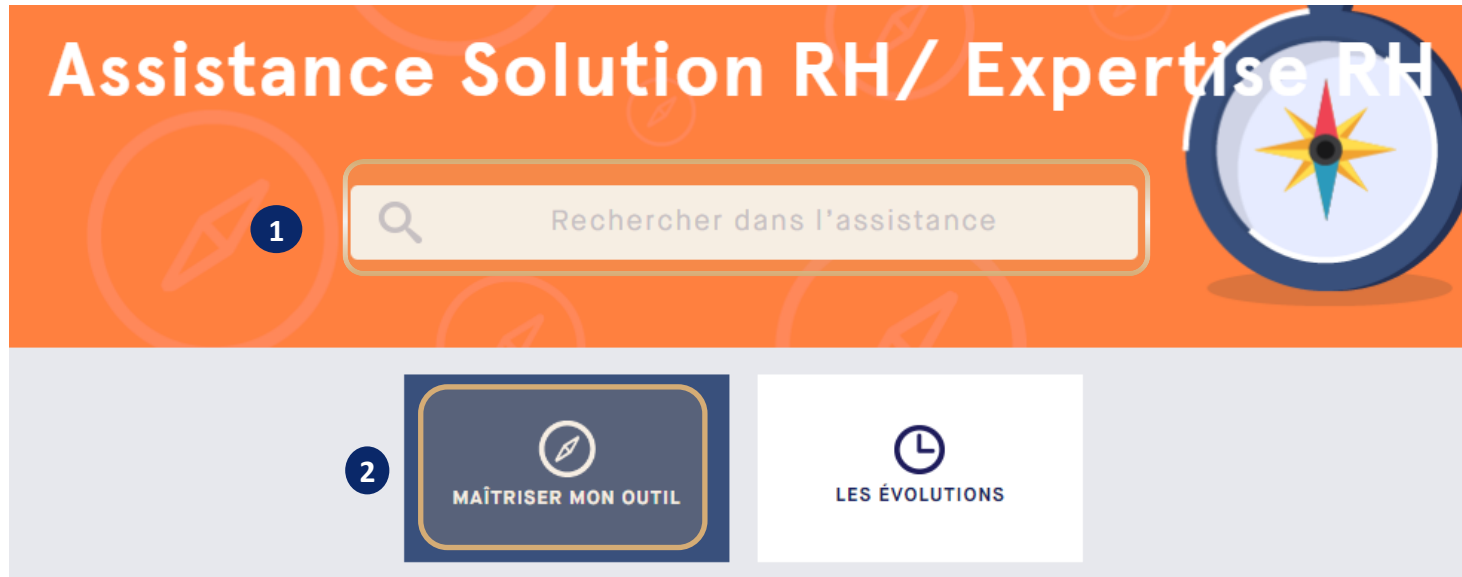 Assistance Solution RH/ Expertise RH
1
Rechercher dans l'assistance
2
MAÎTRISER MON OUTIL
LES ÉVOLUTIONS